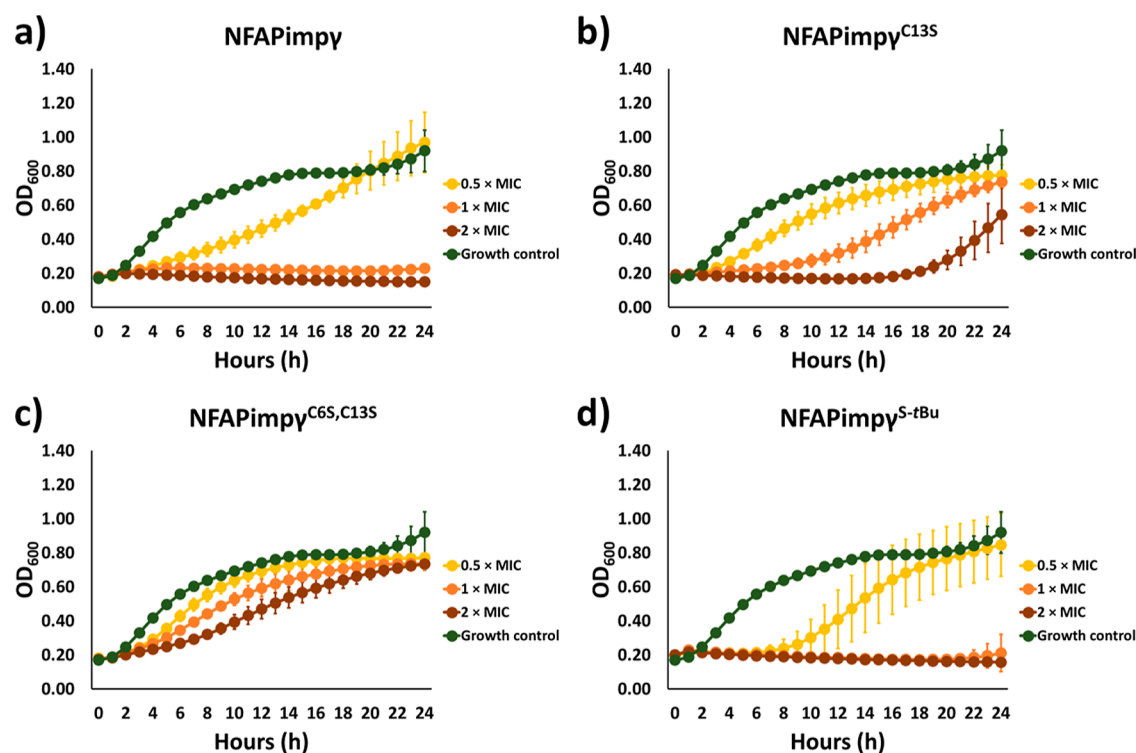 a)
NFAPimpγ
1.40
1.20
1.00
0.80
0.60
0.40
0.20
0.00
OD600
0 2 4 6 8 10 12 14 16 18 20 22 24
Hours (h)
0.5 × MIC
1 × MIC
2 × MIC
Growth control
b)
NFAPimpγC13S
1.40
1.20
1.00
0.80
0.60
0.40
0.20
0.00
OD600
0 2 4 6 8 10 12 14 16 18 20 22 24
Hours (h)
0.5 × MIC
1 × MIC
2 × MIC
Growth control
c)
NFAPimpγC6S,C13S
1.40
1.20
1.00
0.80
0.60
0.40
0.20
0.00
OD600
0 2 4 6 8 10 12 14 16 18 20 22 24
Hours (h)
0.5 × MIC
1 × MIC
2 × MIC
Growth control
d)
NFAPimpγS-tBu
1.40
1.20
1.00
0.80
0.60
0.40
0.20
0.00
OD600
0 2 4 6 8 10 12 14 16 18 20 22 24
Hours (h)
0.5 × MIC
1 × MIC
2 × MIC
Growth control